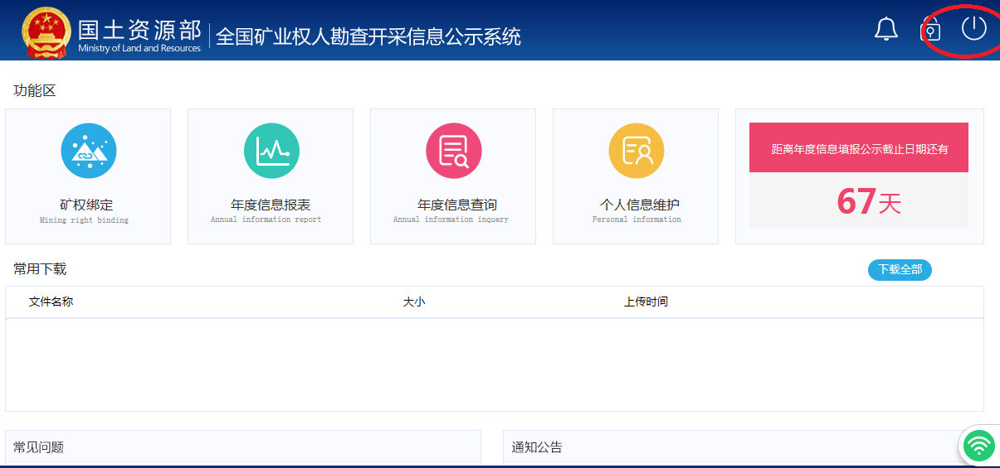 国土资源部
Ministry of Land and Resources
全国矿业权人勘查开采信息公示系统
功能区
矿权绑定
Mining right binding
年度信息报表
Annual information report
年度信息查询
Annual information inquery
个人信息维护
Personal information
距离年度信息填报公示截止日期还有
67天
常用下载
下载全部
文件名称 大小 上传时间
常见问题
通知公告